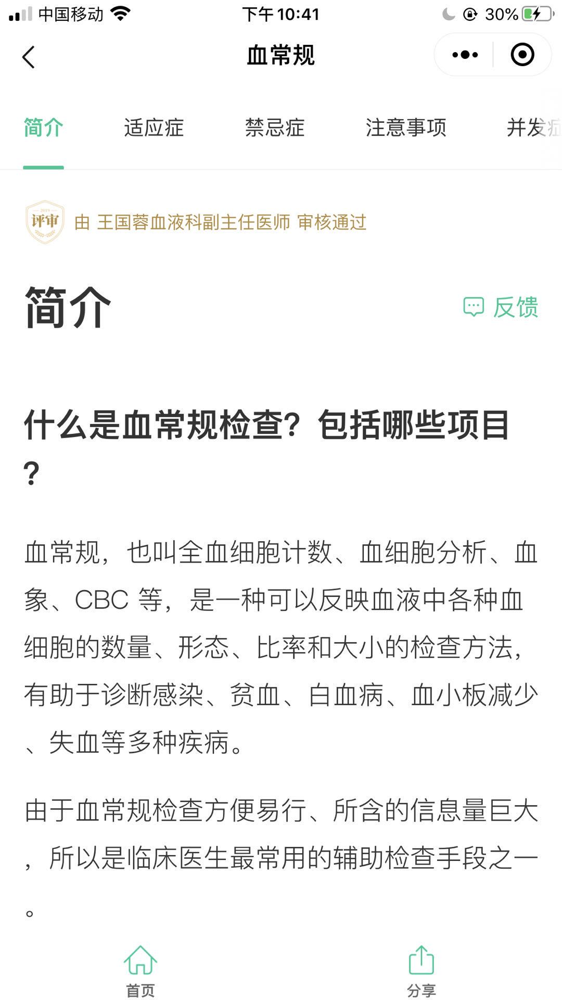 中国移动
下午10:41
30%
血常规
简介
适应症
禁忌症
注意事项
并发症
2019
评审
由 王国蓉血液科副主任医师 审核通过
简介
反馈
什么是血常规检查？包括哪些项目
？
血常规，也叫全血细胞计数、血细胞分析、血
象、CBC 等，是一种可以反映血液中各种血
细胞的数量、形态、比率和大小的检查方法，
有助于诊断感染、贫血、白血病、血小板减少
、失血等多种疾病。
由于血常规检查方便易行、所含的信息量巨大
，所以是临床医生最常用的辅助检查手段之一
。
首页
分享